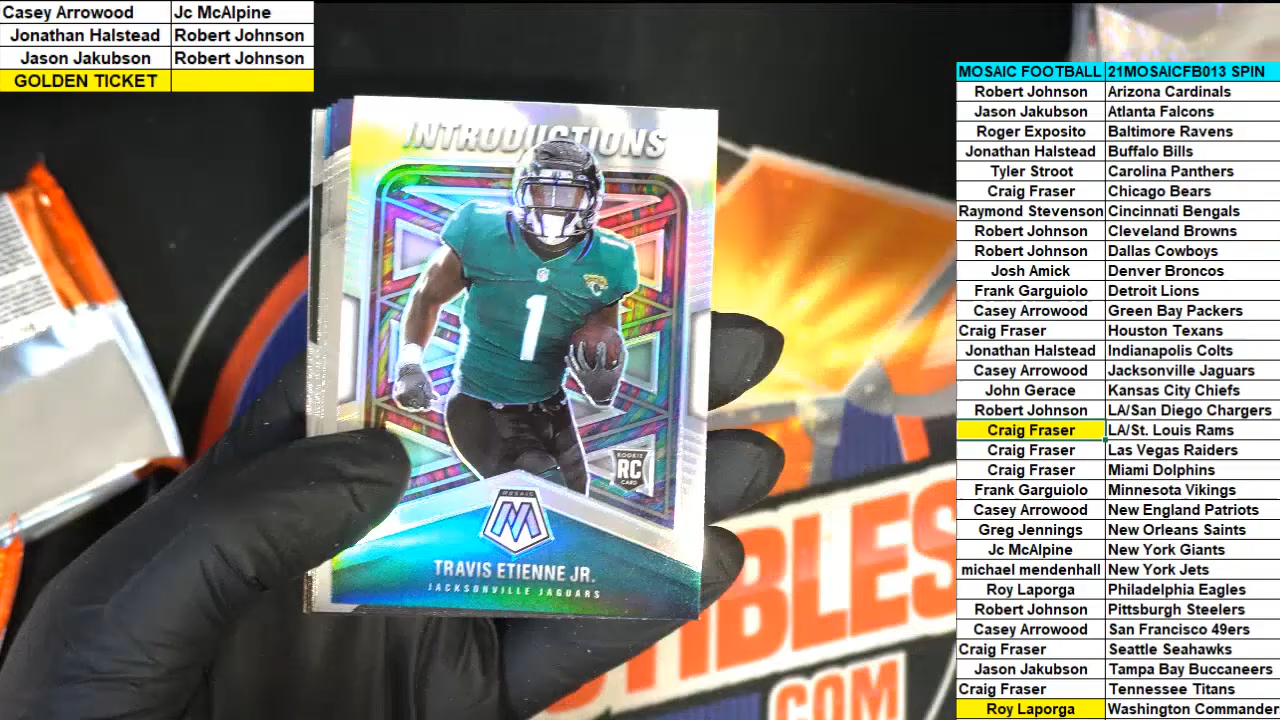 Casey Arrowood Jc McAlpine
Jonathan Halstead Robert Johnson
Jason Jakubson Robert Johnson
GOLDEN TICKET
MOSAIC FOOTBALL 21MOSAICFB013 SPIN
Robert Johnson Arizona Cardinals
Jason Jakubson Atlanta Falcons
Roger Exposito Baltimore Ravens
Jonathan Halstead Buffalo Bills
Tyler Stroot Carolina Panthers
Craig Fraser Chicago Bears
Raymond Stevenson Cincinnati Bengals
Robert Johnson Cleveland Browns
Robert Johnson Dallas Cowboys
Josh Amick Denver Broncos
Frank Garguiolo Detroit Lions
Casey Arrowood Green Bay Packers
Craig Fraser Houston Texans
Jonathan Halstead Indianapolis Colts
Casey Arrowood Jacksonville Jaguars
John Gerace Kansas City Chiefs
Robert Johnson LA/San Diego Chargers
Craig Fraser LA/St. Louis Rams
Craig Fraser Las Vegas Raiders
Craig Fraser Miami Dolphins
Frank Garguiolo Minnesota Vikings
Casey Arrowood New England Patriots
Greg Jennings New Orleans Saints
Jc McAlpine New York Giants
michael mendenhall New York Jets
Roy Laporga Philadelphia Eagles
Robert Johnson Pittsburgh Steelers
Casey Arrowood San Francisco 49ers
Craig Fraser Seattle Seahawks
Jason Jakubson Tampa Bay Buccaneers
Craig Fraser Tennessee Titans
Roy Laporga Washington Commander
INTRODUCTIONS
1
1
ROOKIE
RC
CARD
MOSAIC
M
TRAVIS ETIENNE JR.
JACKSONVILLE JAGUARS
TIBLES
.COM